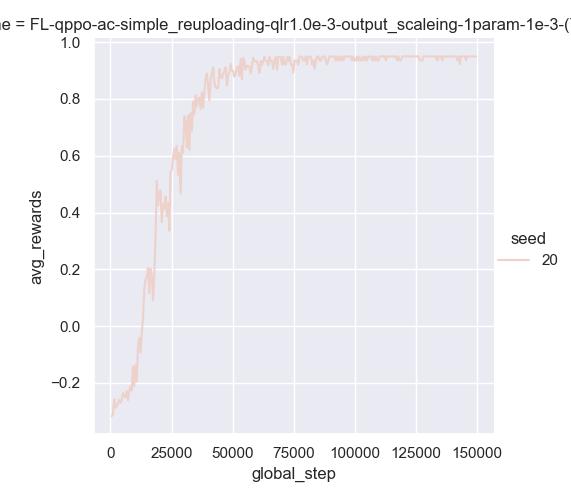 ne = FL-qppo-ac-simple_reuploading-qlr1.0e-3-output_scaleing-1param-1e-3-(
1.0
0.8
0.6
0.4
0.2
0.0
−0.2
avg_rewards
seed
20
0 25000 50000 75000 100000 125000 150000
global_step